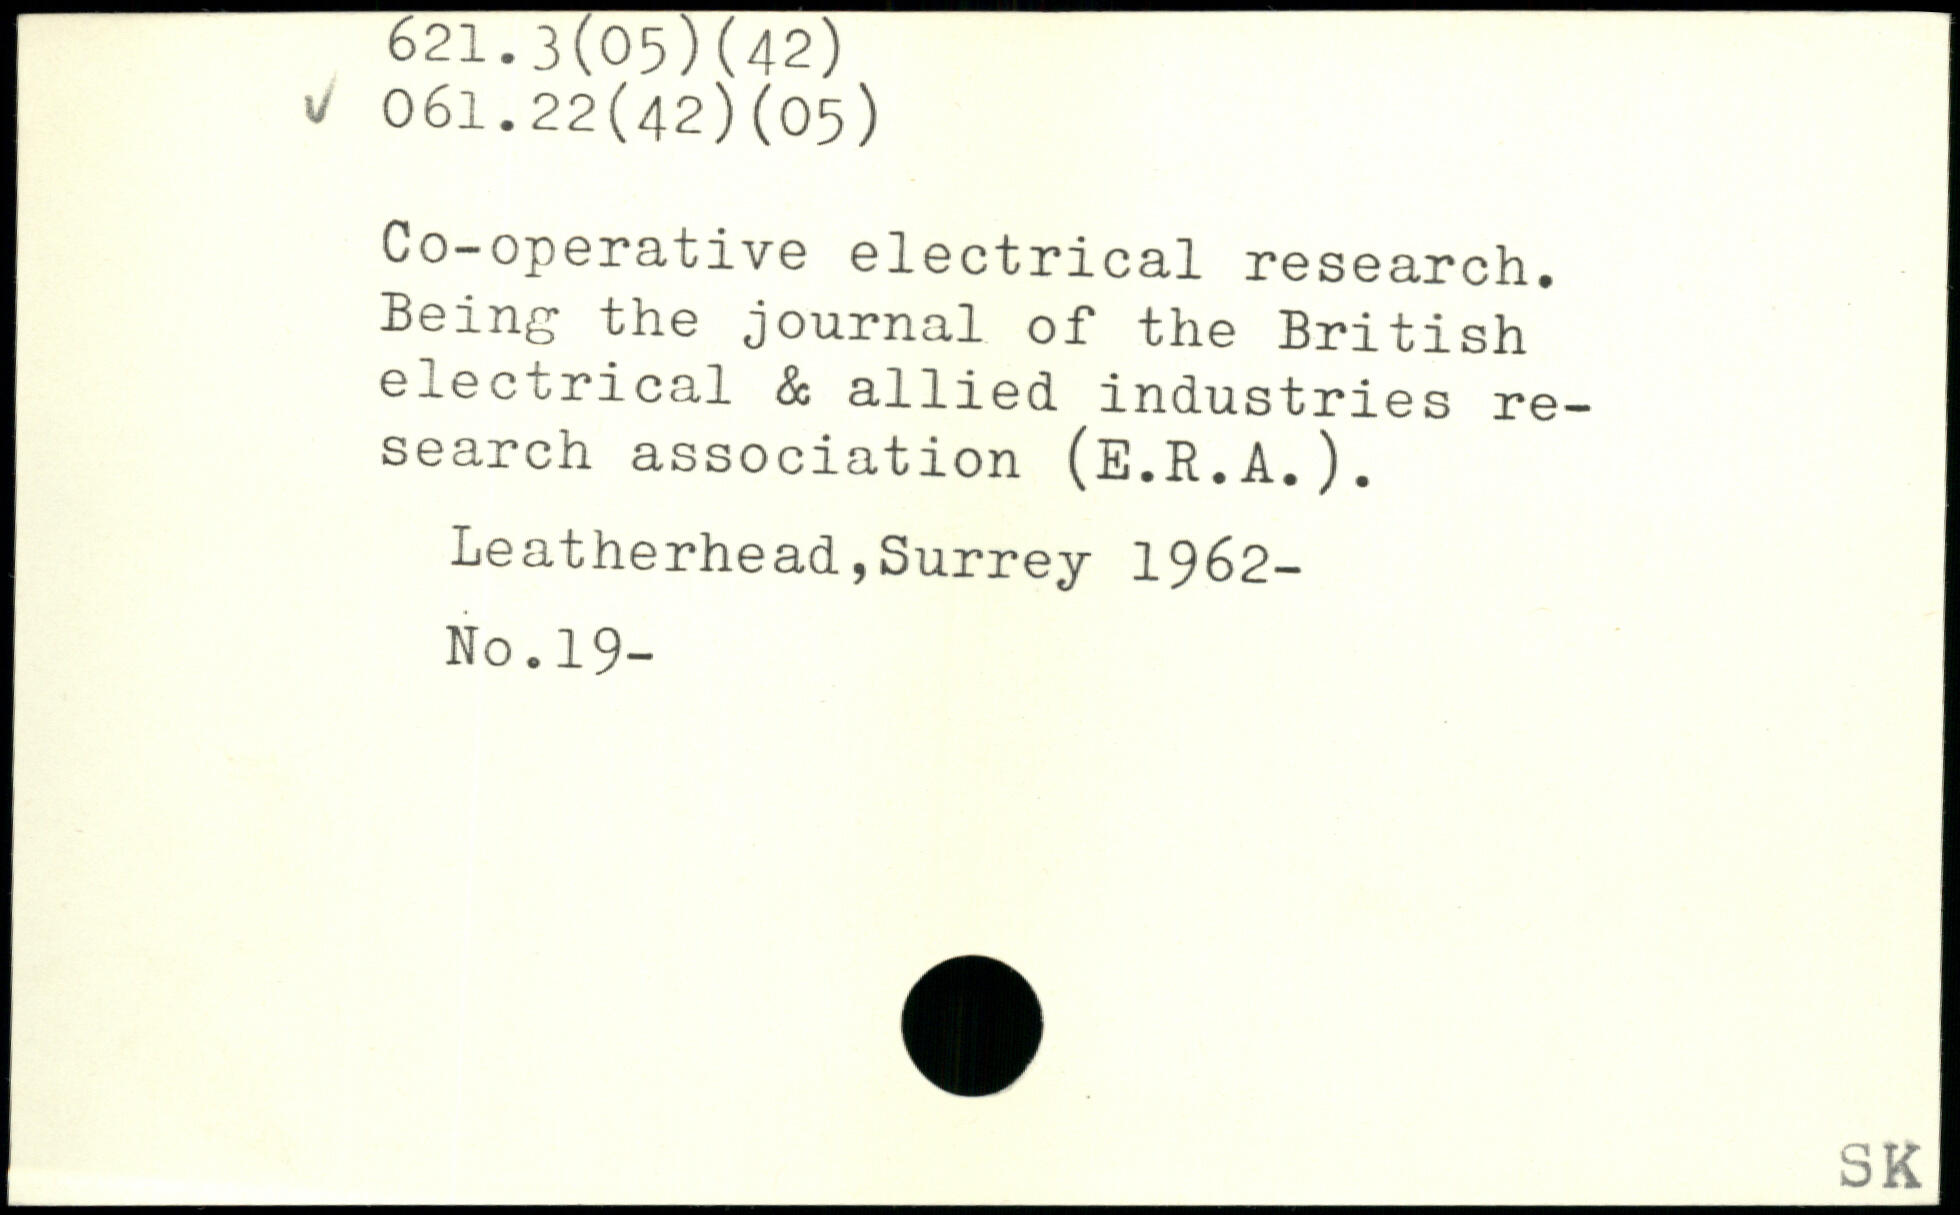 621.3(05)(42)
✓ 061.22(42)(05)
Co-operative electrical research.
Being the journal of the British
electrical & allied industries re-
search association (E.R.A.).
Leatherhead,Surrey 1962-
No.19-
SK